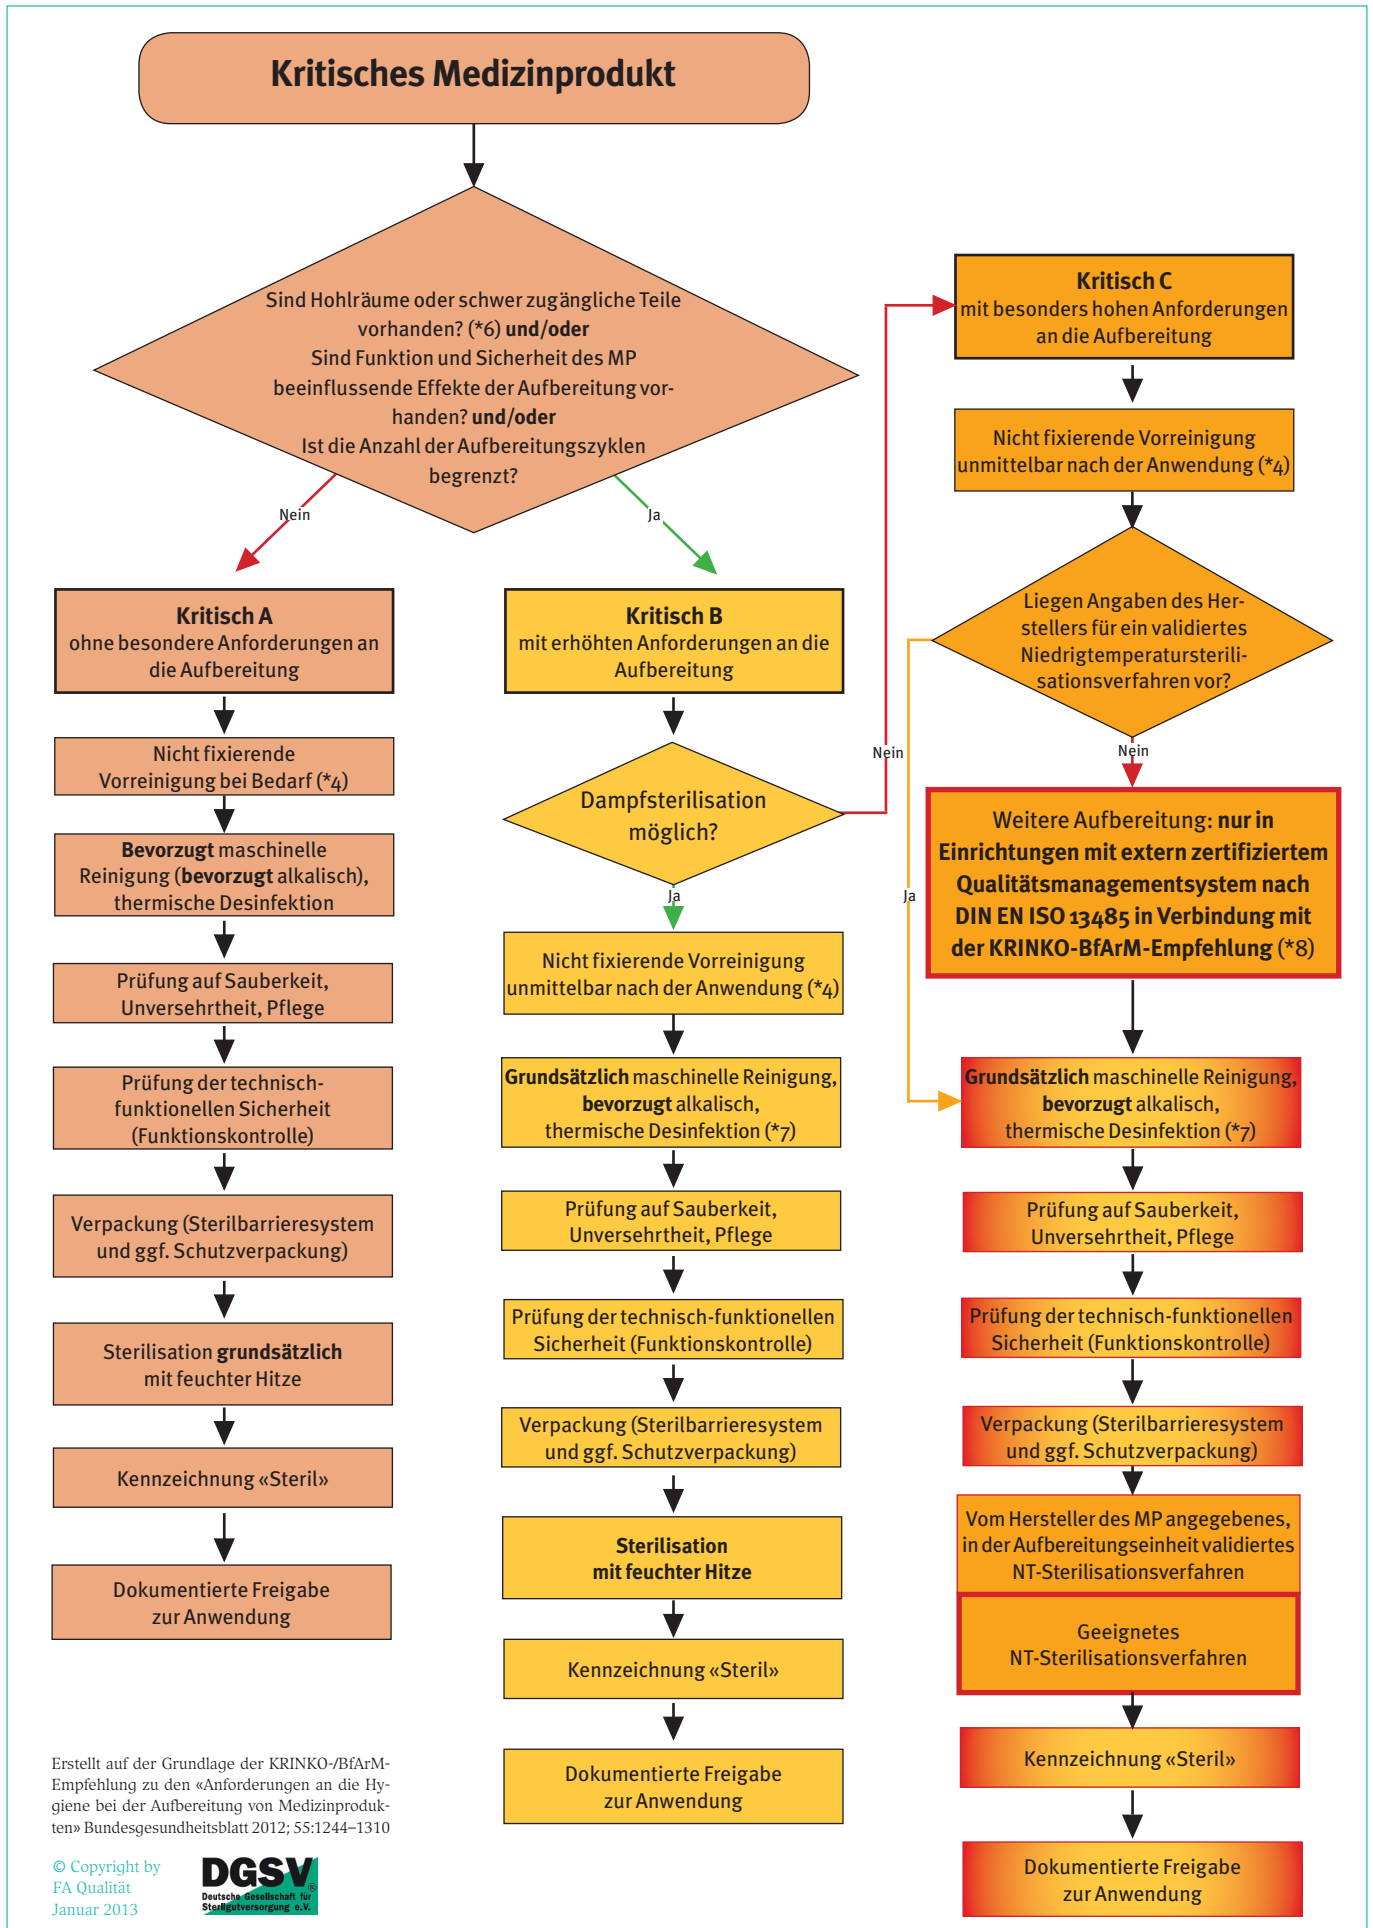 Kritisches Medizinprodukt
Sind Hohlräume oder schwer zugängliche Teile
vorhanden? (*6) und/oder
Sind Funktion und Sicherheit des MP
beeinflussende Effekte der Aufbereitung vor-
handen? und/oder
Ist die Anzahl der Aufbereitungszyklen
begrenzt?
Nein
Ja
Kritisch A
ohne besondere Anforderungen an
die Aufbereitung
Nicht fixierende
Vorreinigung bei Bedarf (*4)
Bevorzugt maschinelle
Reinigung (bevorzugt alkalisch),
thermische Desinfektion
Prüfung auf Sauberkeit,
Unversehrtheit, Pflege
Prüfung der technisch-
funktionellen Sicherheit
(Funktionskontrolle)
Verpackung (Sterilbarrieresystem
und ggf. Schutzverpackung)
Sterilisation grundsätzlich
mit feuchter Hitze
Kennzeichnung «Steril»
Dokumentierte Freigabe
zur Anwendung
Kritisch B
mit erhöhten Anforderungen an die
Aufbereitung
Dampfsterilisation
möglich?
Nein
Ja
Nicht fixierende Vorreinigung
unmittelbar nach der Anwendung (*4)
Grundsätzlich maschinelle Reinigung,
bevorzugt alkalisch,
thermische Desinfektion (*7)
Prüfung auf Sauberkeit,
Unversehrtheit, Pflege
Prüfung der technisch-funktionellen
Sicherheit (Funktionskontrolle)
Verpackung (Sterilbarrieresystem
und ggf. Schutzverpackung)
Sterilisation
mit feuchter Hitze
Kennzeichnung «Steril»
Dokumentierte Freigabe
zur Anwendung
Kritisch C
mit besonders hohen Anforderungen
an die Aufbereitung
Nicht fixierende Vorreinigung
unmittelbar nach der Anwendung (*4)
Liegen Angaben des Her-
stellers für ein validiertes
Niedrigtemperatursterili-
sationsverfahren vor?
Nein
Ja
Weitere Aufbereitung: nur in
Einrichtungen mit extern zertifiziertem
Qualitätsmanagementsystem nach
DIN EN ISO 13485 in Verbindung mit
der KRINKO-BfArM-Empfehlung (*8)
Grundsätzlich maschinelle Reinigung,
bevorzugt alkalisch,
thermische Desinfektion (*7)
Prüfung auf Sauberkeit,
Unversehrtheit, Pflege
Prüfung der technisch-funktionellen
Sicherheit (Funktionskontrolle)
Verpackung (Sterilbarrieresystem
und ggf. Schutzverpackung)
Vom Hersteller des MP angegebenes,
in der Aufbereitungseinheit validiertes
NT-Sterilisationsverfahren
Geeignetes
NT-Sterilisationsverfahren
Kennzeichnung «Steril»
Dokumentierte Freigabe
zur Anwendung
Erstellt auf der Grundlage der KRINKO-/BfArM-
Empfehlung zu den «Anforderungen an die Hy-
giene bei der Aufbereitung von Medizinproduk-
ten» Bundesgesundheitsblatt 2012; 55:1244–1310
© Copyright by
FA Qualität
Januar 2013
DGSV®
Deutsche Gesellschaft für
Sterilgutversorgung e.V.